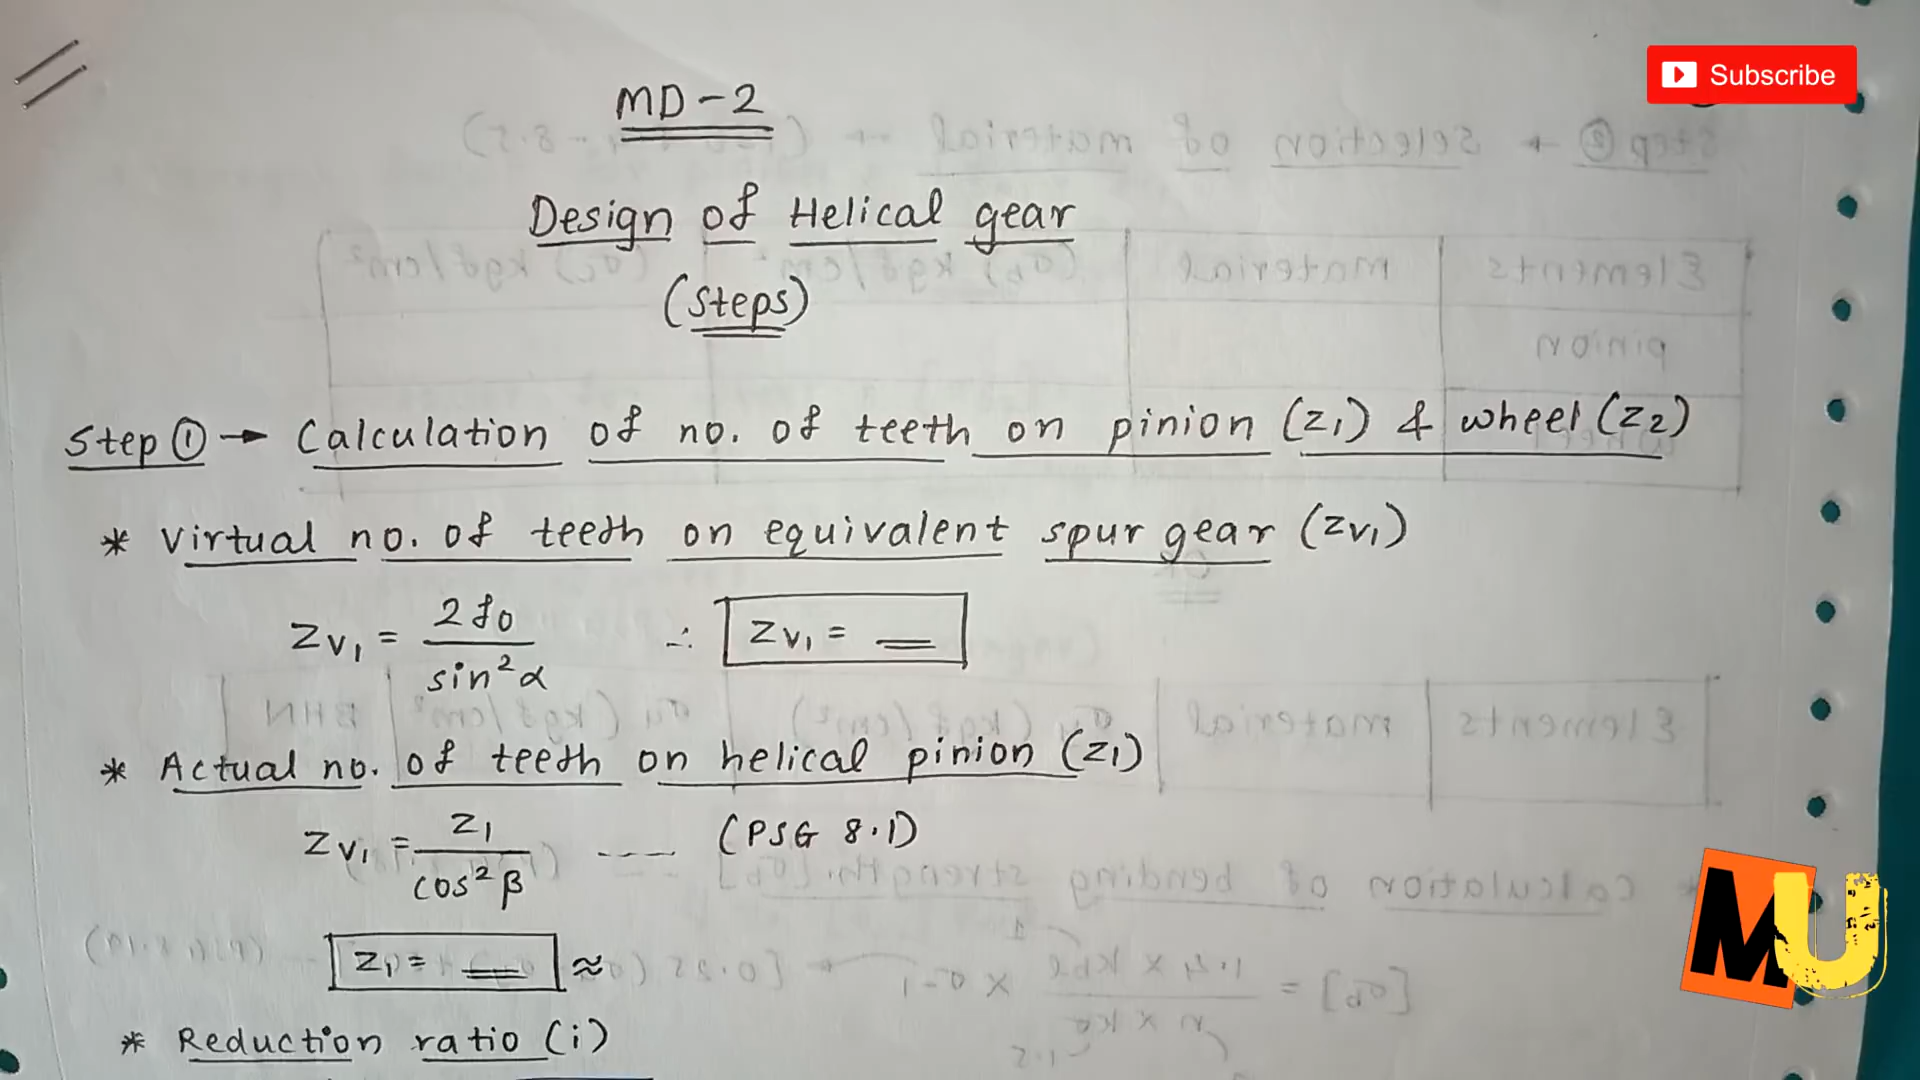 Subscribe
MD-2
Design of Helical gear
(steps)
Step ① → Calculation of no. of teeth on pinion (z1) & wheel (z2)
* Virtual no. of teeth on equivalent spur gear (zv1)
zv1 = 2f0 / sin²α ∴ zv1 = —
* Actual no. of teeth on helical pinion (z1)
zv1 = z1 / cos²β ---- (PSG 8.1)
z1 = — ≈
* Reduction ratio (i)
MU